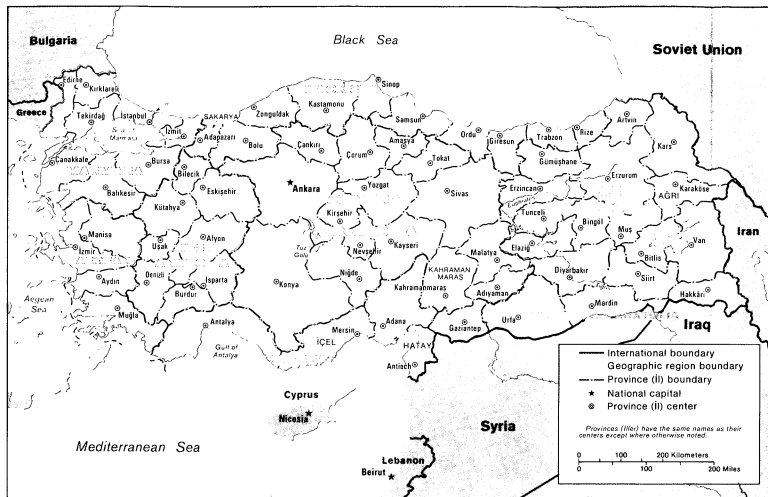 Black Sea
Bulgaria
Soviet Union
Greece
Edirne
Kırklareli
Tekirdağ
İstanbul
İzmit
SAKARYA
Adapazarı
Zonguldak
Kastamonu
Sinop
Samsun
Ordu
Giresun
Trabzon
Rize
Artvin
Kars
Çanakkale
Bursa
Bilecik
Bolu
Çankırı
Çorum
Amasya
Tokat
Gümüşhane
Balıkesir
Eskişehir
Kütahya
Ankara
Yozgat
Sivas
Erzincan
Erzurum
AĞRI
Karaköse
Kırşehir
Tunceli
Bingöl
Muş
Van
Iran
Manisa
İzmir
Uşak
Afyon
Tuz
Golu
Nevşehir
Kayseri
Malatya
Elazığ
Bitlis
Aydın
Denizli
Isparta
Burdur
Konya
Niğde
KAHRAMAN
MARAŞ
Kahramanmaraş
Adıyaman
Diyarbakır
Siirt
Hakkâri
Aegean
Sea
Muğla
Antalya
Gulf of
Antalya
İÇEL
Mersin
Adana
HATAY
Antioch
Gaziantep
Urfa
Mardin
Iraq
Cyprus
Nicosia
Mediterranean Sea
Syria
Lebanon
Beirut
International boundary
Geographic region boundary
Province (İl) boundary
National capital
Province (İl) center
Provinces (İller) have the same names as their
centers except where otherwise noted.
0 100 200 Kilometers
0 100 200 Miles